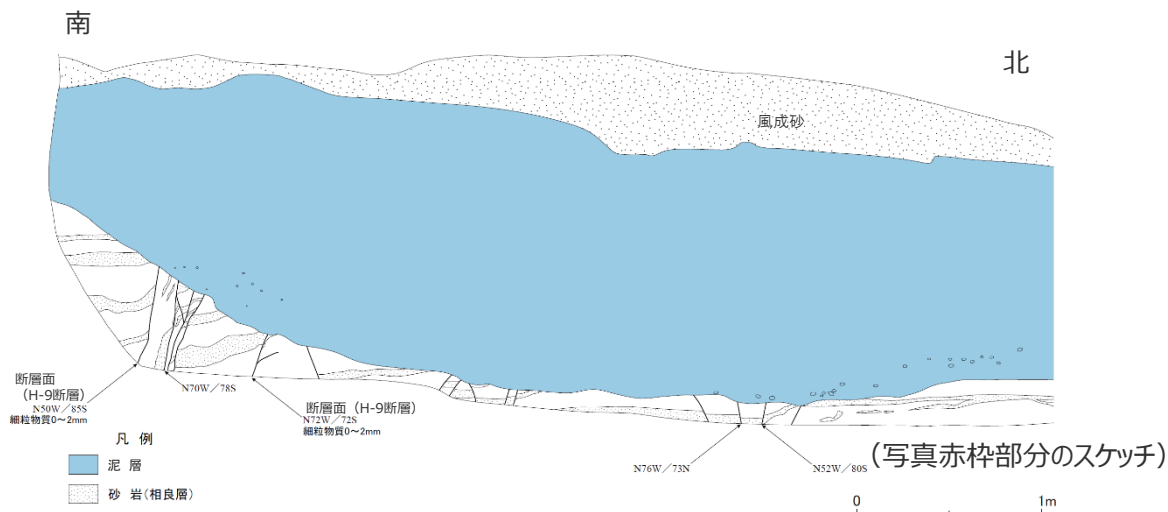 南
北
風成砂
断層面
(H-9断層)
N50W/85S
細粒物質0~2mm
N70W/78S
断層面(H-9断層)
N72W/72S
細粒物質0~2mm
凡 例
泥 層
砂 岩(相良層)
N76W/73N
N52W/80S
(写真赤枠部分のスケッチ)
0
1m